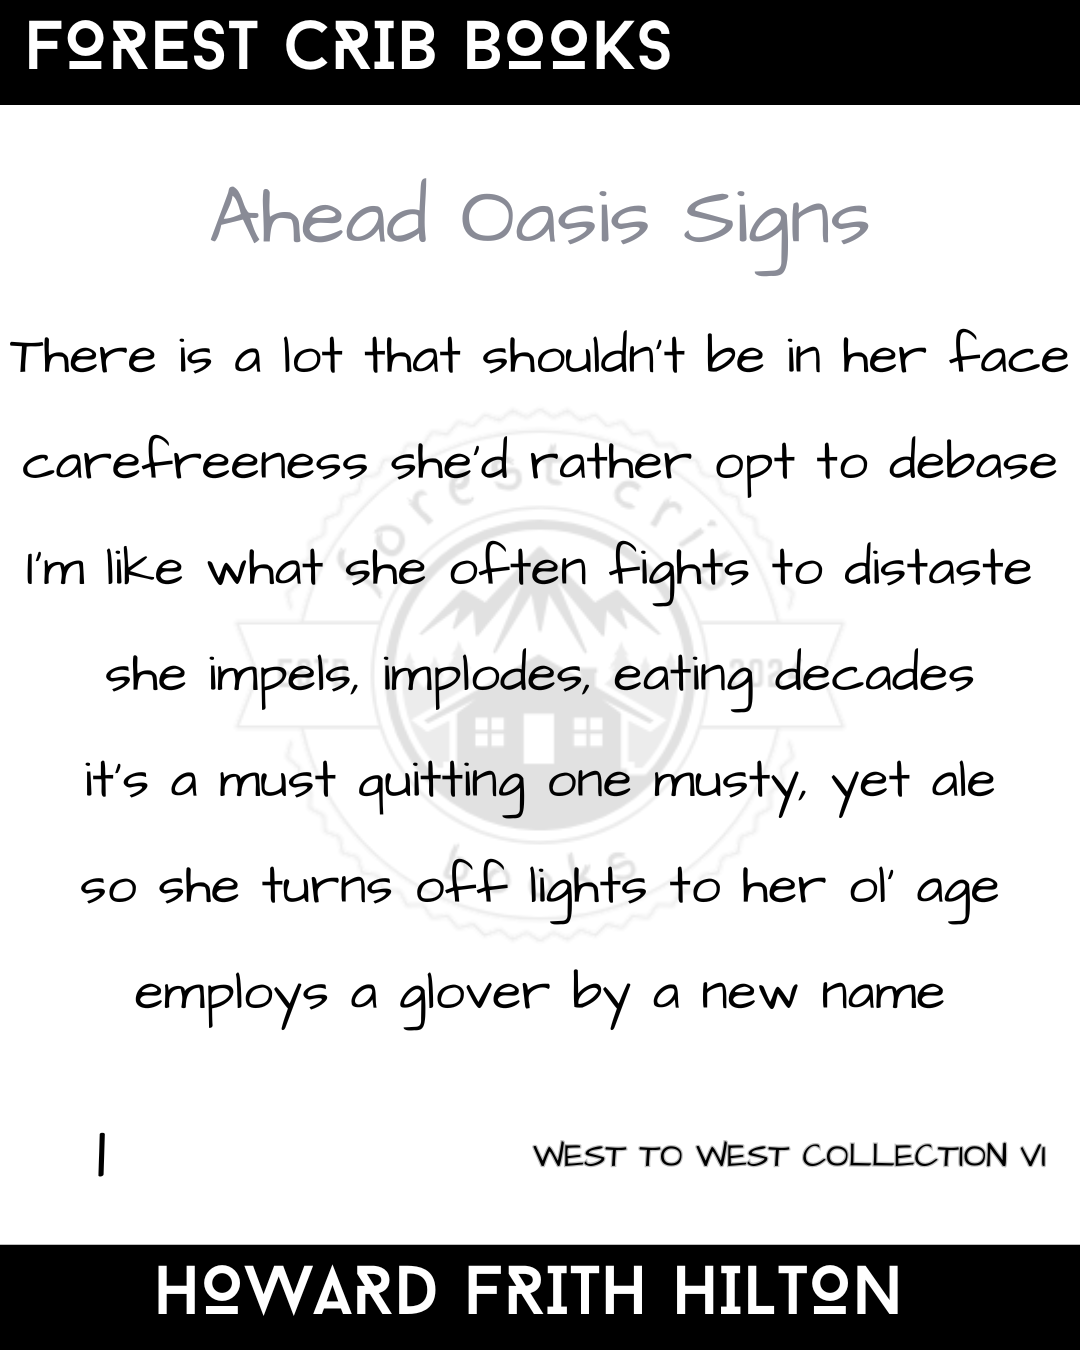 FOREST CRIB BOOKS
Ahead Oasis Signs
There is a lot that shouldn't be in her face
carefreeness she'd rather opt to debase
I'm like what she often fights to distaste
she impels, implodes, eating decades
it's a must quitting one musty, yet ale
so she turns off lights to her ol' age
employs a glover by a new name
forest crib
books
1
WEST TO WEST COLLECTION VI
HOWARD FRITH HILTON